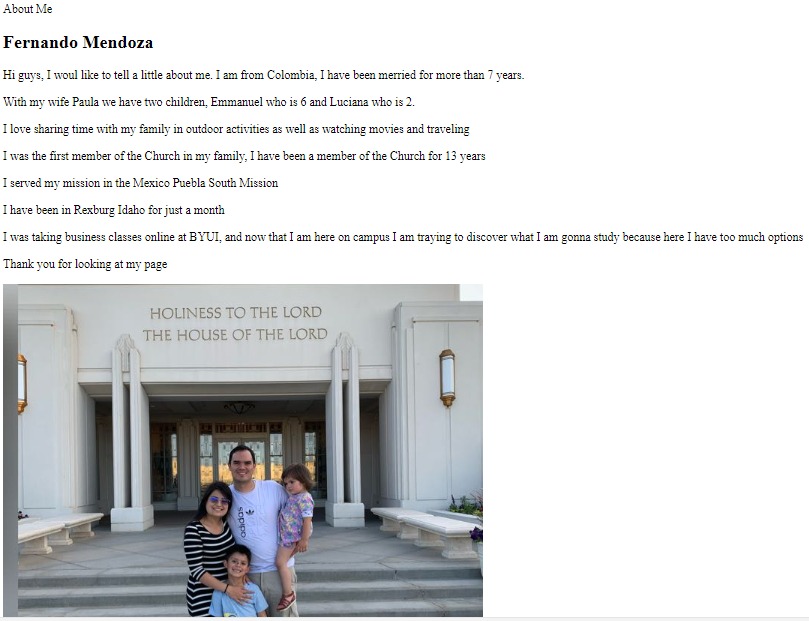 About Me
Fernando Mendoza
Hi guys, I woul like to tell a little about me. I am from Colombia, I have been merried for more than 7 years.
With my wife Paula we have two children, Emmanuel who is 6 and Luciana who is 2.
I love sharing time with my family in outdoor activities as well as watching movies and traveling
I was the first member of the Church in my family, I have been a member of the Church for 13 years
I served my mission in the Mexico Puebla South Mission
I have been in Rexburg Idaho for just a month
I was taking business classes online at BYUI, and now that I am here on campus I am traying to discover what I am gonna study because here I have too much options
Thank you for looking at my page
HOLINESS TO THE LORD
THE HOUSE OF THE LORD
adidas